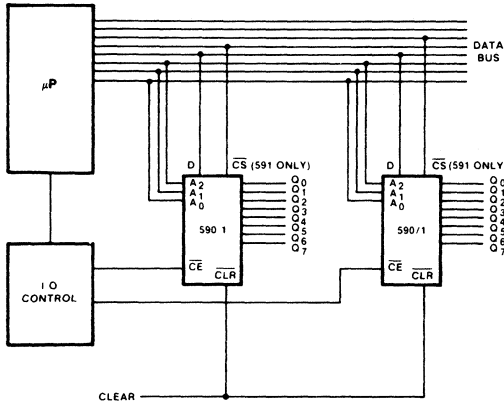 μP
DATA
BUS
D
CS (591 ONLY)
A2
A1
A0
590 1
CE
CLR
Q0
Q1
Q2
Q3
Q4
Q5
Q6
Q7
D
CS (591 ONLY)
A2
A1
A0
590/1
CE
CLR
Q0
Q1
Q2
Q3
Q4
Q5
Q6
Q7
I O
CONTROL
CLEAR